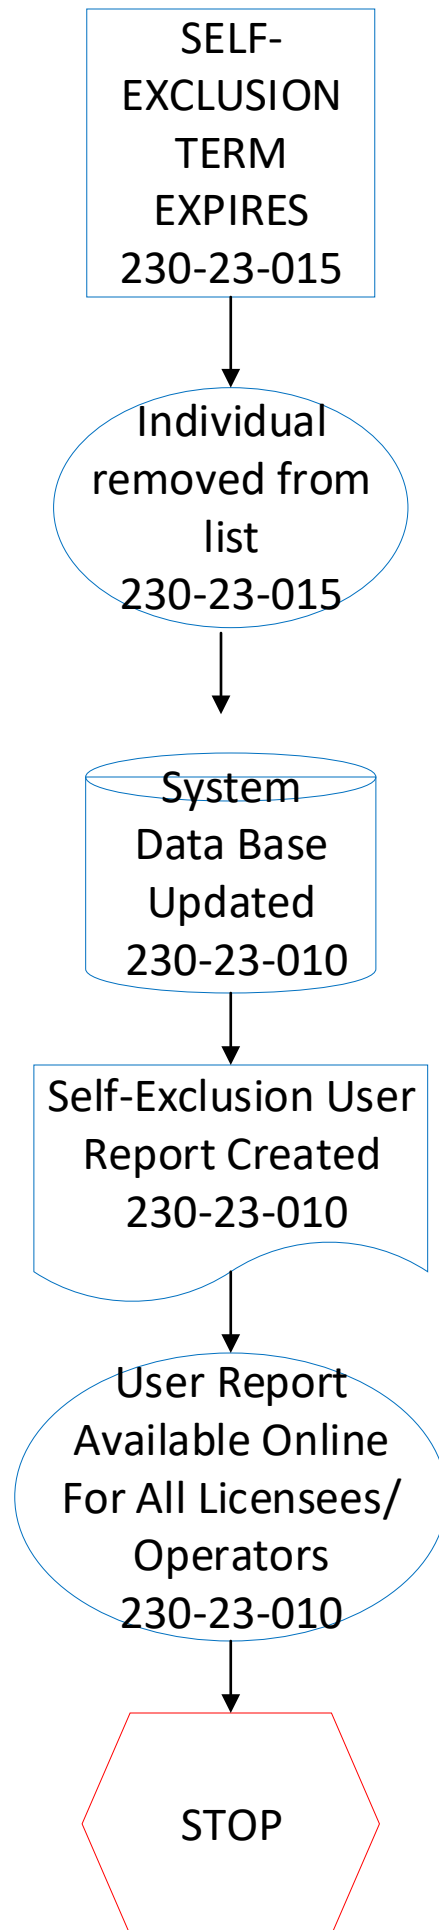 SELF-
EXCLUSION
TERM
EXPIRES
230-23-015
Individual
removed from
list
230-23-015
System
Data Base
Updated
230-23-010
Self-Exclusion User
Report Created
230-23-010
User Report
Available Online
For All Licensees/
Operators
230-23-010
STOP